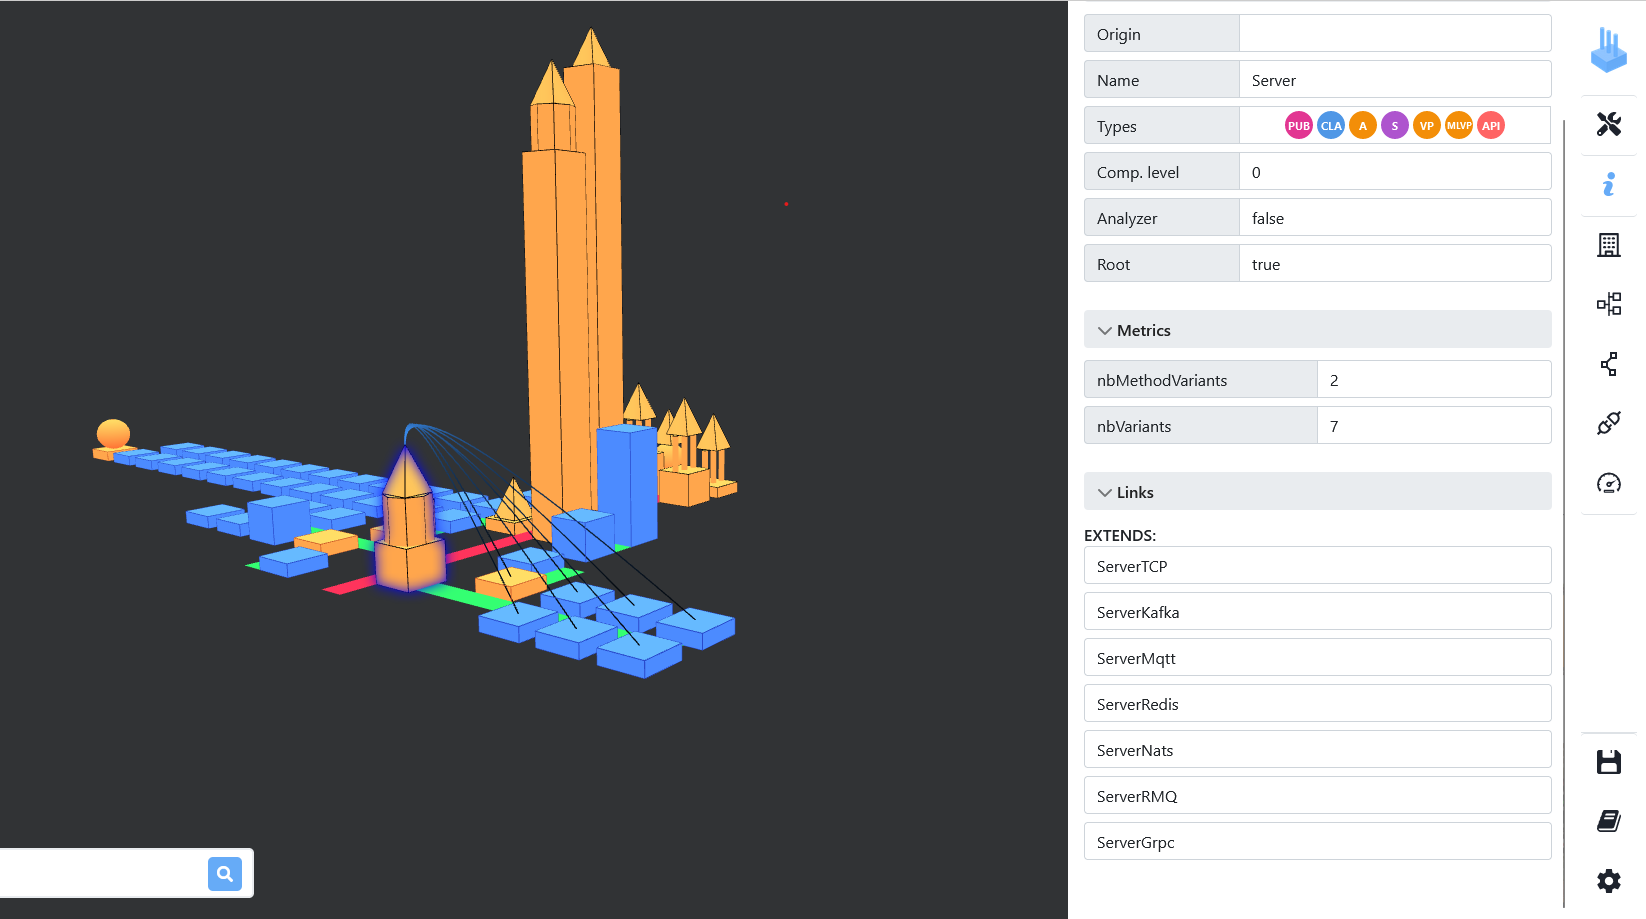 Origin
Name Server
Types PUB CLA A S VP MLVP API
Comp. level 0
Analyzer false
Root true
Metrics
nbMethodVariants 2
nbVariants 7
Links
EXTENDS:
ServerTCP
ServerKafka
ServerMqtt
ServerRedis
ServerNats
ServerRMQ
ServerGrpc